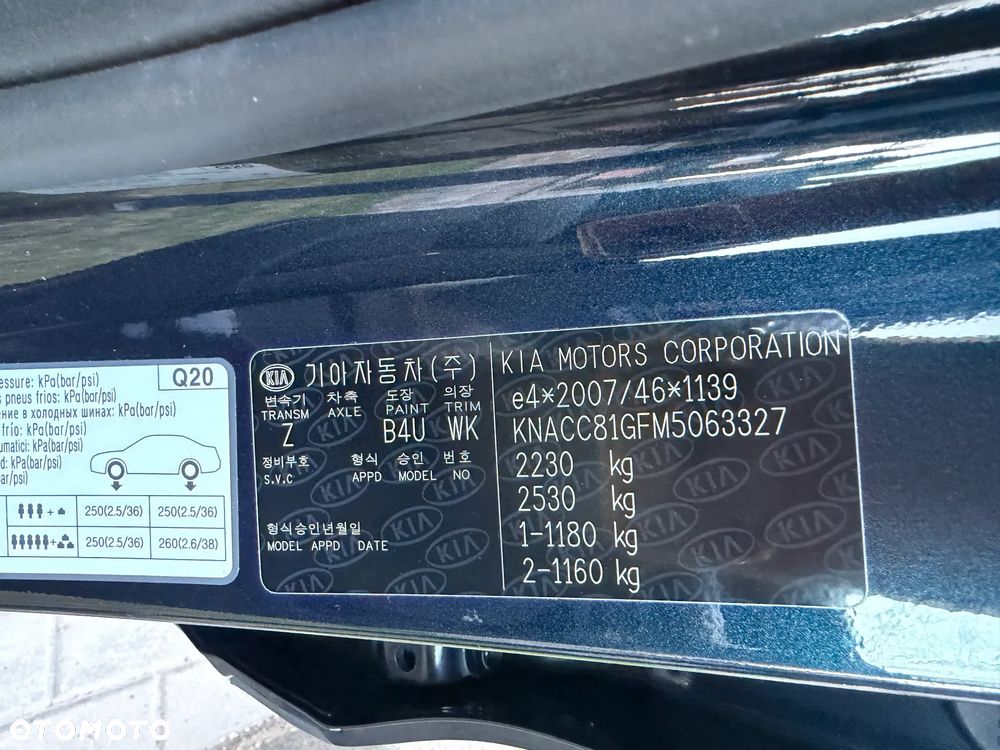 essure: kPa(bar/psi)
s pneus frios: kPa(bar/psi)
ение в холодных шинах: kPa(bar/psi)
frío: kPa(bar/psi)
umatici: kPa(bar/psi)
d: kPa(bar/psi)
(bar/psi)
Q20
250(2.5/36) 250(2.5/36)
250(2.5/36) 260(2.6/38)
KIA 기아자동차(주)
변속기 차축 도장 의장
TRANSM AXLE PAINT TRIM
Z B4U WK
정비부호 형식 승인 번호
S.V.C APPD MODEL NO
형식승인년월일
MODEL APPD DATE
KIA MOTORS CORPORATION
e4*2007/46*1139
KNACC81GFM5063327
2230 kg
2530 kg
1-1180 kg
2-1160 kg
OTOMOTO